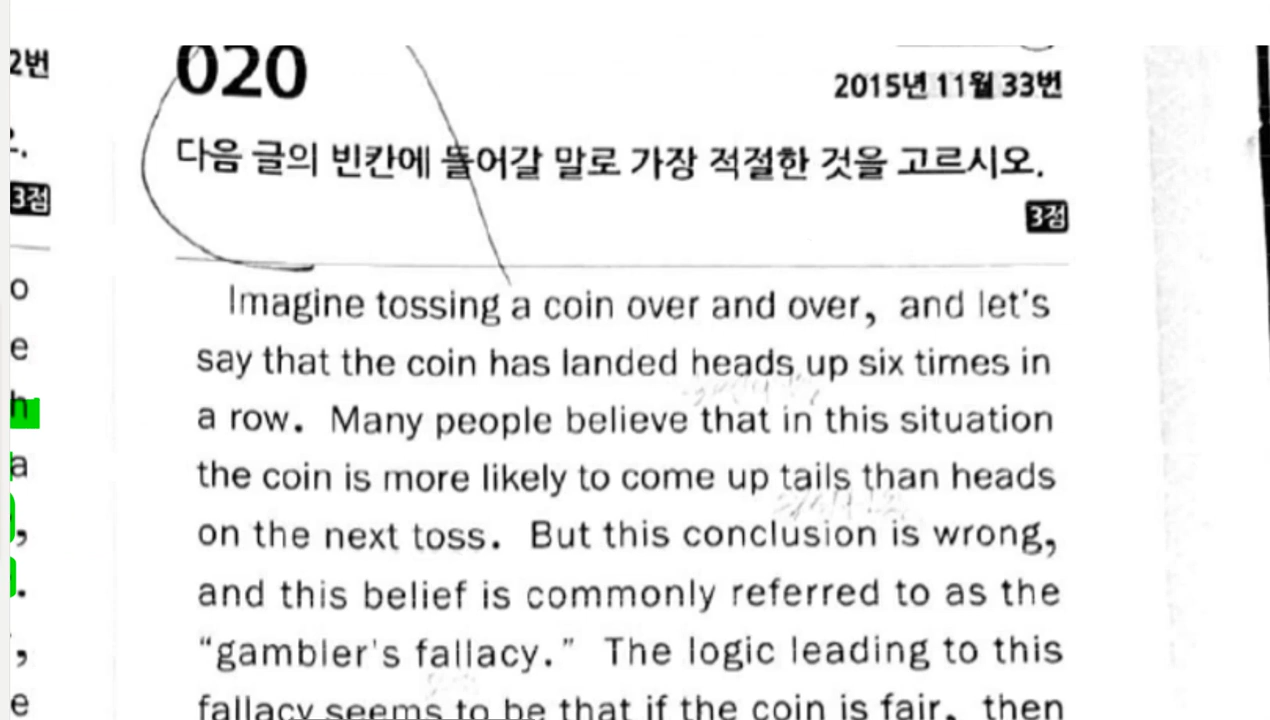 2번
020
2015년 11월 33번
다음 글의 빈칸에 들어갈 말로 가장 적절한 것을 고르시오.
3점
3점
Imagine tossing a coin over and over, and let's
say that the coin has landed heads up six times in
a row. Many people believe that in this situation
the coin is more likely to come up tails than heads
on the next toss. But this conclusion is wrong,
and this belief is commonly referred to as the
“gambler's fallacy.” The logic leading to this
fallacy seems to be that if the coin is fair, then
o
e
h
a
,
.
,
e